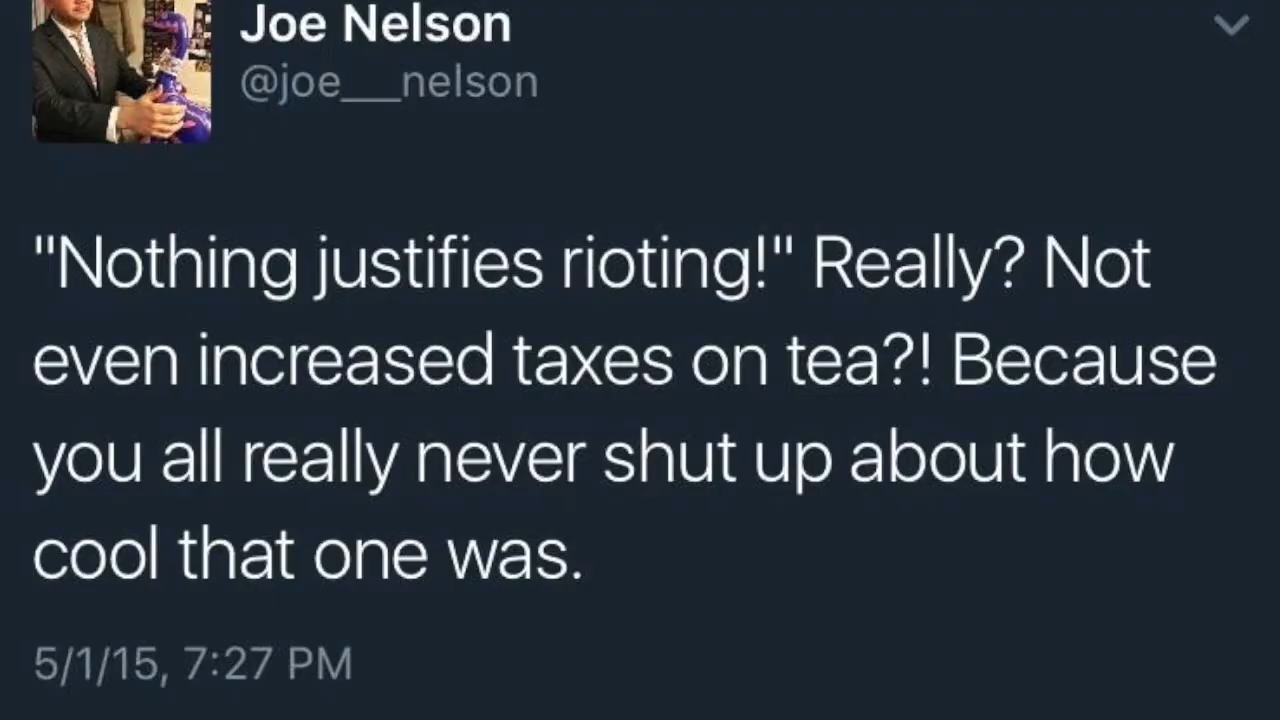 Joe Nelson
@joe___nelson
"Nothing justifies rioting!" Really? Not
even increased taxes on tea?! Because
you all really never shut up about how
cool that one was.
5/1/15, 7:27 PM